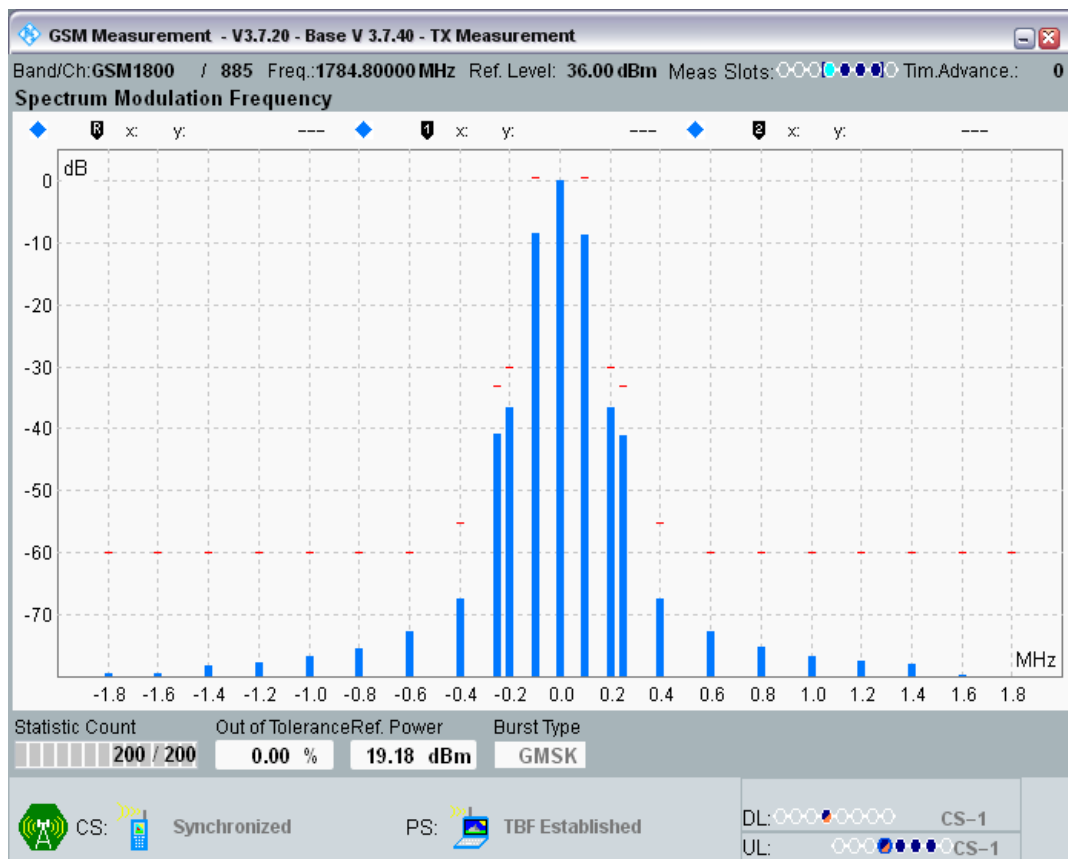 GSM Measurement - V3.7.20 - Base V 3.7.40 - TX Measurement
Band/Ch:GSM1800 / 885 Freq.:1784.80000 MHz Ref. Level: 36.00 dBm Meas Slots: Tim.Advance.: 0
Spectrum Modulation Frequency
R x: y: --- 1 x: y: --- 2 x: y: ---
dB
0
-10
-20
-30
-40
-50
-60
-70
MHz
-1.8 -1.6 -1.4 -1.2 -1.0 -0.8 -0.6 -0.4 -0.2 0.0 0.2 0.4 0.6 0.8 1.0 1.2 1.4 1.6 1.8
Statistic Count Out of Tolerance Ref. Power Burst Type
200 / 200 0.00 % 19.18 dBm GMSK
CS: Synchronized PS: TBF Established
DL: CS-1
UL: CS-1